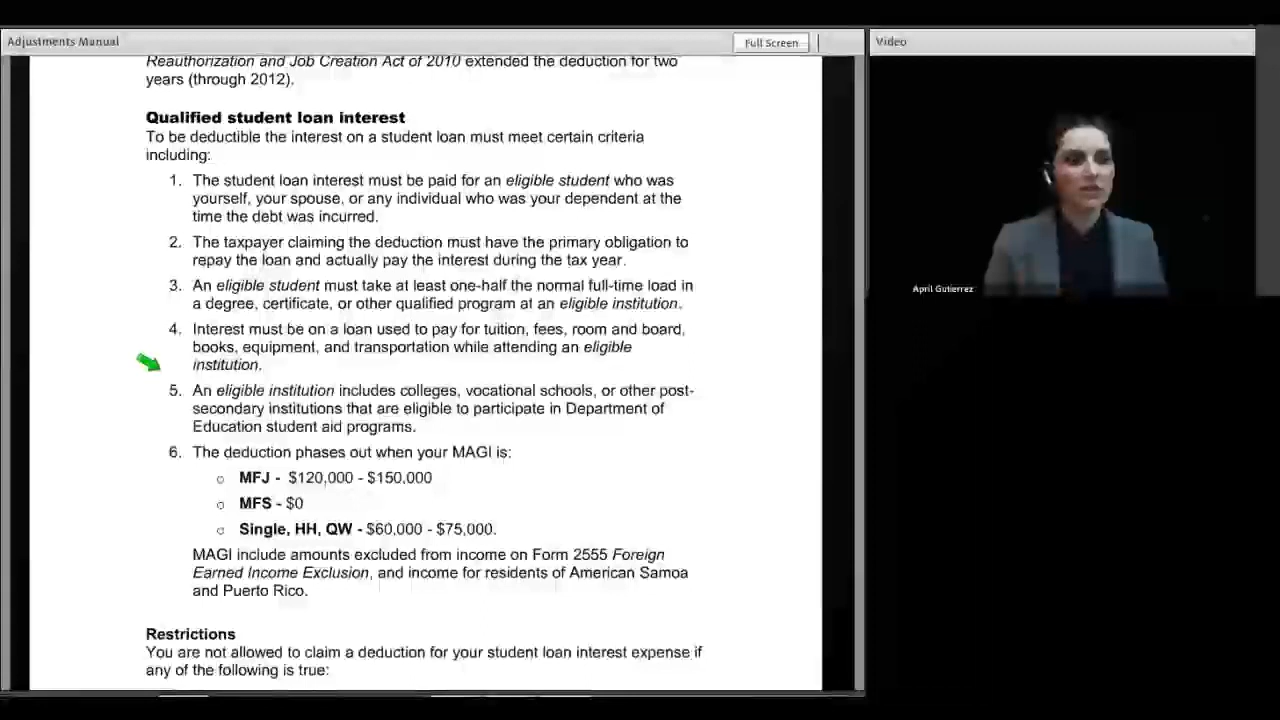 Adjustments Manual
Full Screen
Video
Reauthorization and Job Creation Act of 2010 extended the deduction for two
years (through 2012).
Qualified student loan interest
To be deductible the interest on a student loan must meet certain criteria
including:
1. The student loan interest must be paid for an eligible student who was
yourself, your spouse, or any individual who was your dependent at the
time the debt was incurred.
2. The taxpayer claiming the deduction must have the primary obligation to
repay the loan and actually pay the interest during the tax year.
3. An eligible student must take at least one-half the normal full-time load in
a degree, certificate, or other qualified program at an eligible institution.
4. Interest must be on a loan used to pay for tuition, fees, room and board,
books, equipment, and transportation while attending an eligible
institution.
5. An eligible institution includes colleges, vocational schools, or other post-
secondary institutions that are eligible to participate in Department of
Education student aid programs.
6. The deduction phases out when your MAGI is:
○ MFJ - $120,000 - $150,000
○ MFS - $0
○ Single, HH, QW - $60,000 - $75,000.
MAGI include amounts excluded from income on Form 2555 Foreign
Earned Income Exclusion, and income for residents of American Samoa
and Puerto Rico.
Restrictions
You are not allowed to claim a deduction for your student loan interest expense if
any of the following is true:
April Gutierrez